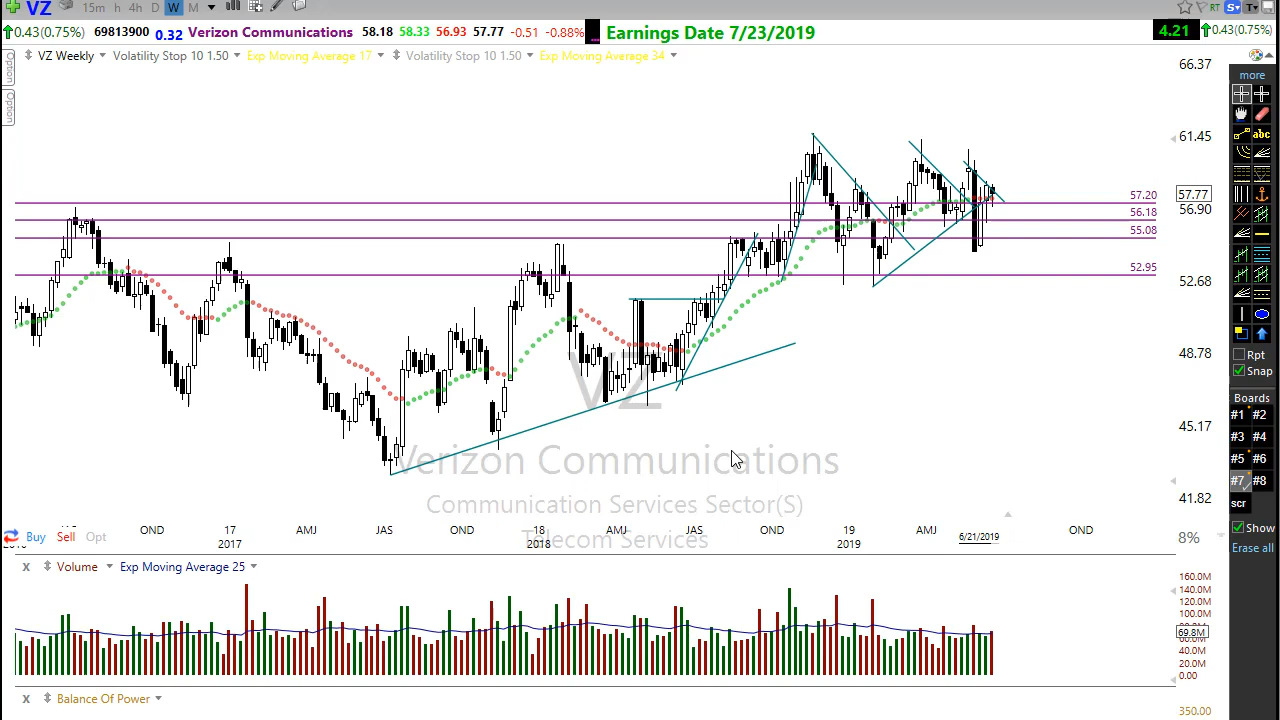 VZ 15m h 4h D W M RT S T
0.43(0.75%) 69813900 0.32 Verizon Communications 58.18 58.33 56.93 57.77 -0.51 -0.88% Earnings Date 7/23/2019 4.21 0.43(0.75%)
VZ Weekly Volatility Stop 10 1.50 Exp Moving Average 17 Volatility Stop 10 1.50 Exp Moving Average 34
Option
Option
66.37
61.45
57.77
56.90
52.68
48.78
45.17
41.82
8%
57.20
56.18
55.08
52.95
VZ
Verizon Communications
Communication Services Sector(S)
Telecom Services
Buy Sell Opt
OND 17 AMJ JAS OND 18 AMJ JAS OND 19 AMJ OND
2017 2018 2019 6/21/2019
x Volume Exp Moving Average 25
160.0M
140.0M
120.0M
100.0M
69.8M
60.0M
40.0M
20.0M
0.00
x Balance Of Power
350.00
more
abc
Rpt
Snap
Boards
#1 #2
#3 #4
#5 #6
#7 #8
scr
Show
Erase all